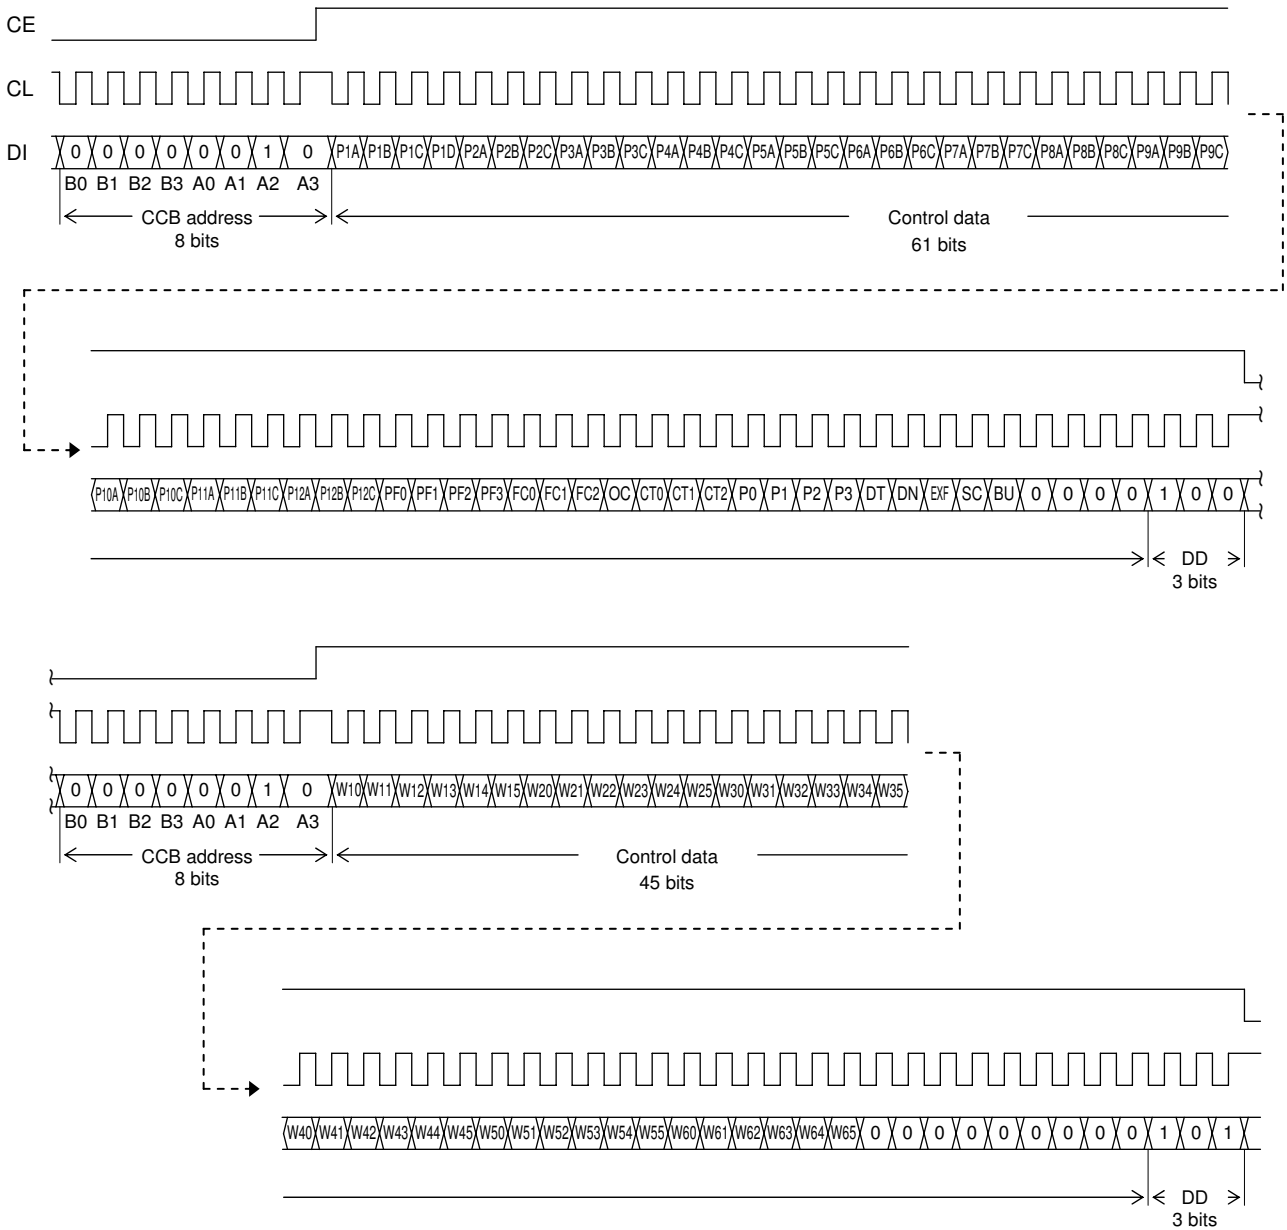 CE
CL
DI 0 0 0 0 0 0 1 0 P1A P1B P1C P1D P2A P2B P2C P3A P3B P3C P4A P4B P4C P5A P5B P5C P6A P6B P6C P7A P7B P7C P8A P8B P8C P9A P9B P9C
B0 B1 B2 B3 A0 A1 A2 A3
CCB address Control data
8 bits 61 bits
P10A P10B P10C P11A P11B P11C P12A P12B P12C PF0 PF1 PF2 PF3 FC0 FC1 FC2 OC CT0 CT1 CT2 P0 P1 P2 P3 DT DN EXF SC BU 0 0 0 0 1 0 0
DD
3 bits
0 0 0 0 0 0 1 0 W10 W11 W12 W13 W14 W15 W20 W21 W22 W23 W24 W25 W30 W31 W32 W33 W34 W35
B0 B1 B2 B3 A0 A1 A2 A3
CCB address Control data
8 bits 45 bits
W40 W41 W42 W43 W44 W45 W50 W51 W52 W53 W54 W55 W60 W61 W62 W63 W64 W65 0 0 0 0 0 0 0 0 0 1 0 1
DD
3 bits